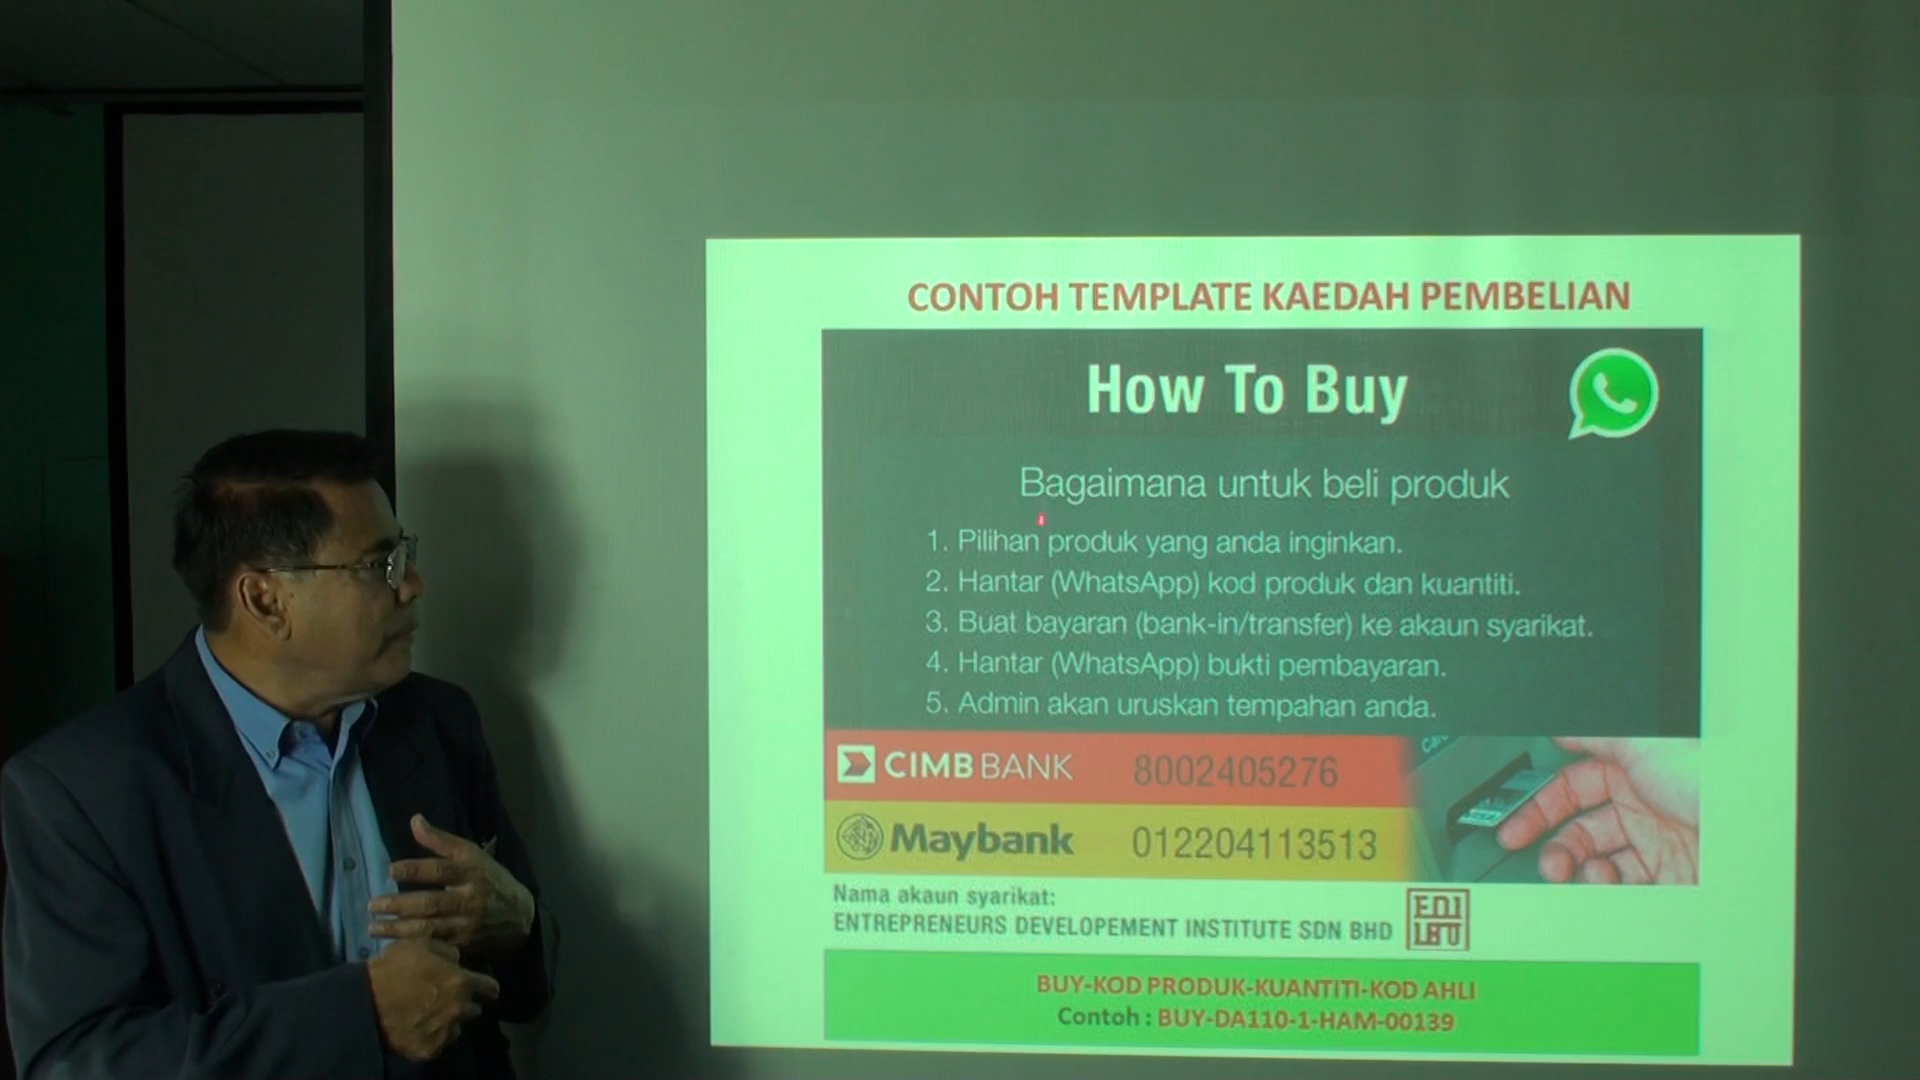 CONTOH TEMPLATE KAEDAH PEMBELIAN
How To Buy
Bagaimana untuk beli produk
1. Pilihan produk yang anda inginkan.
2. Hantar (WhatsApp) kod produk dan kuantiti.
3. Buat bayaran (bank-in/transfer) ke akaun syarikat.
4. Hantar (WhatsApp) bukti pembayaran.
5. Admin akan uruskan tempahan anda.
CIMB BANK 8002405276
Maybank 012204113513
Nama akaun syarikat:
ENTREPRENEURS DEVELOPEMENT INSTITUTE SDN BHD
BUY-KOD PRODUK-KUANTITI-KOD AHLI
Contoh : BUY-DA110-1-HAM-00139